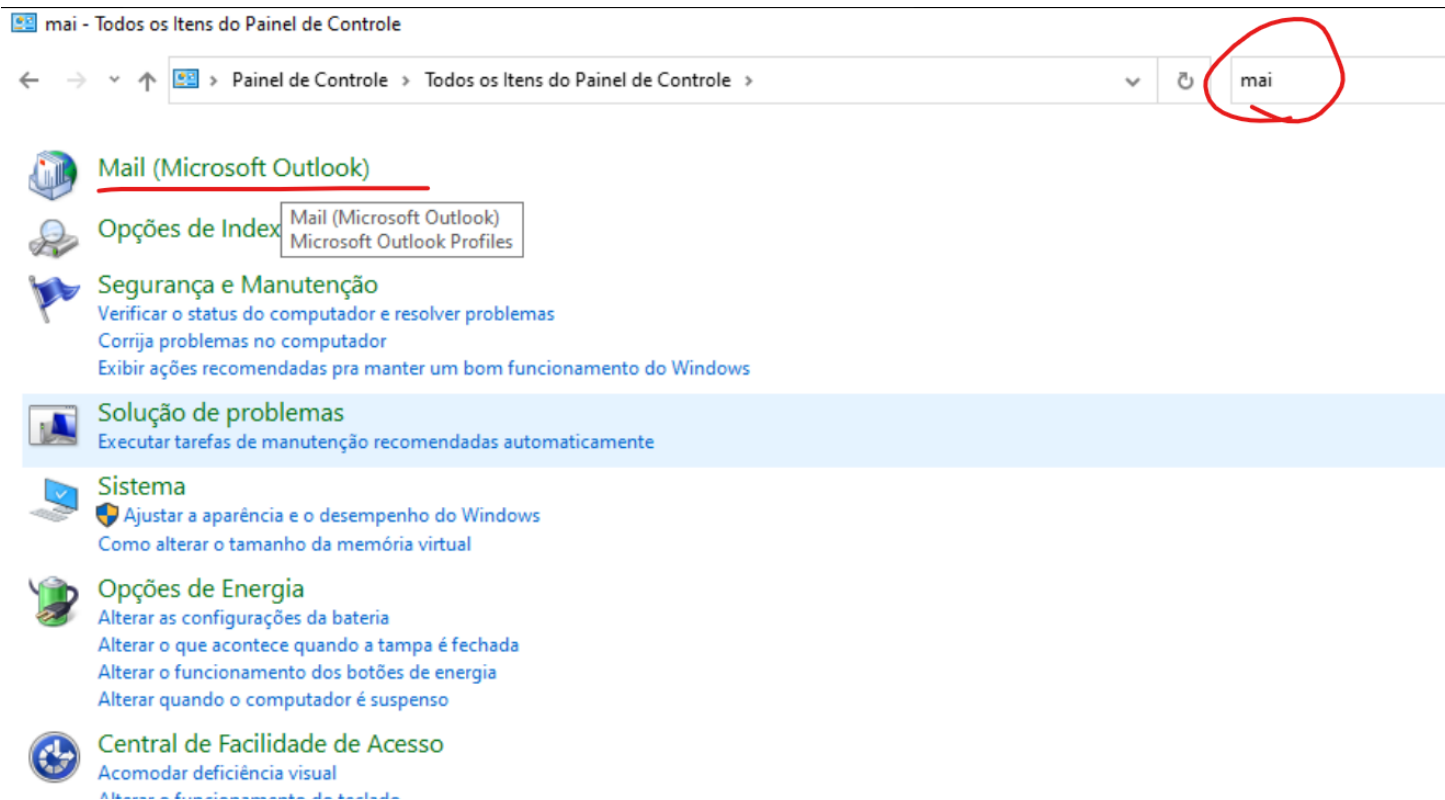 mai - Todos os Itens do Painel de Controle
Painel de Controle > Todos os Itens do Painel de Controle >
mai
Mail (Microsoft Outlook)
Opções de Index
Mail (Microsoft Outlook)
Microsoft Outlook Profiles
Segurança e Manutenção
Verificar o status do computador e resolver problemas
Corrija problemas no computador
Exibir ações recomendadas pra manter um bom funcionamento do Windows
Solução de problemas
Executar tarefas de manutenção recomendadas automaticamente
Sistema
Ajustar a aparência e o desempenho do Windows
Como alterar o tamanho da memória virtual
Opções de Energia
Alterar as configurações da bateria
Alterar o que acontece quando a tampa é fechada
Alterar o funcionamento dos botões de energia
Alterar quando o computador é suspenso
Central de Facilidade de Acesso
Acomodar deficiência visual
Alterar o funcionamento do teclado